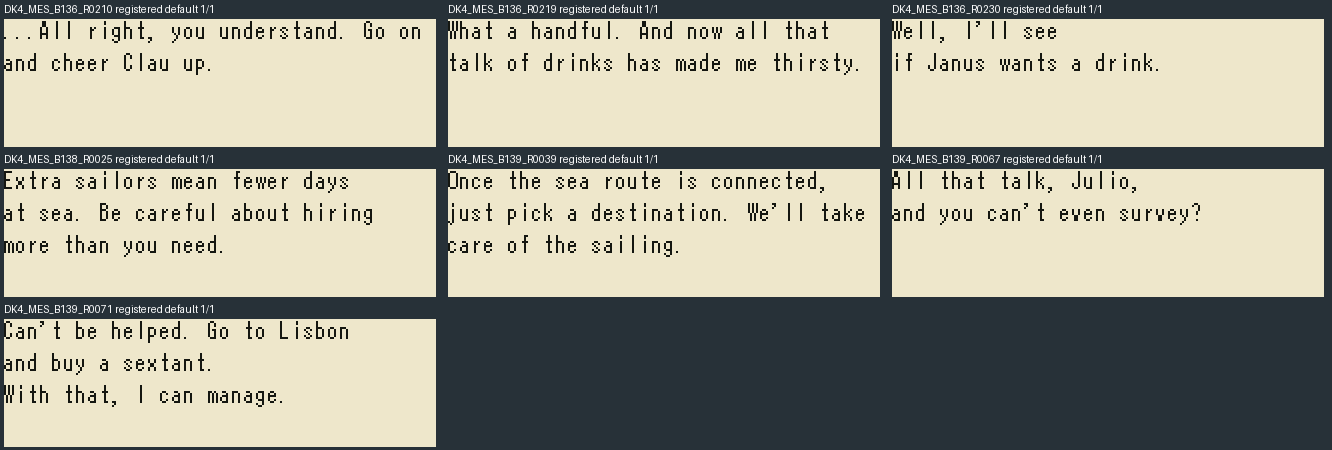 DK4_MES_B136_R0210 registered default 1/1
...All right, you understand. Go on
and cheer Clau up.
DK4_MES_B136_R0219 registered default 1/1
What a handful. And now all that
talk of drinks has made me thirsty.
DK4_MES_B136_R0230 registered default 1/1
Well, I'll see
if Janus wants a drink.
DK4_MES_B138_R0025 registered default 1/1
Extra sailors mean fewer days
at sea. Be careful about hiring
more than you need.
DK4_MES_B139_R0039 registered default 1/1
Once the sea route is connected,
just pick a destination. We'll take
care of the sailing.
DK4_MES_B139_R0067 registered default 1/1
All that talk, Julio,
and you can't even survey?
DK4_MES_B139_R0071 registered default 1/1
Can't be helped. Go to Lisbon
and buy a sextant.
With that, I can manage.